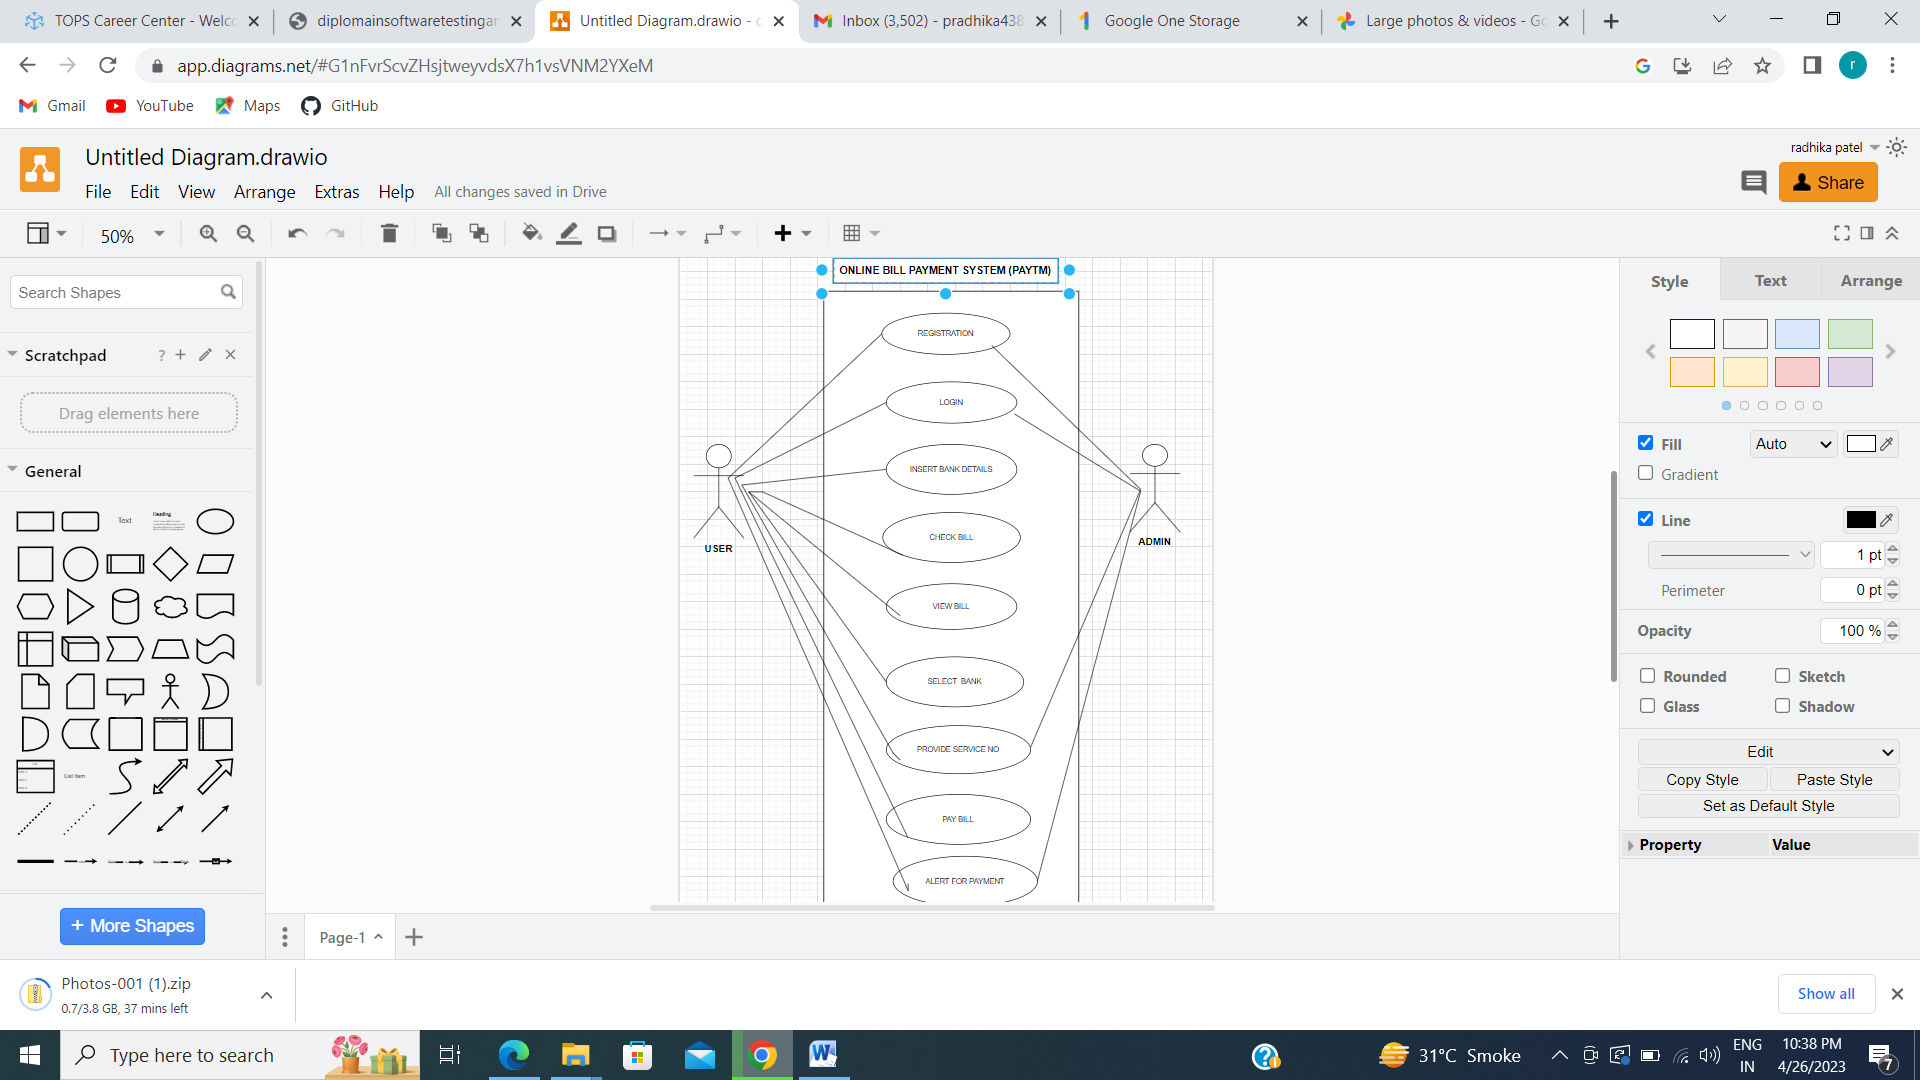 TOPS Career Center - Welco
diplomainsoftwaretestingan
Untitled Diagram.drawio - d
Inbox (3,502) - pradhika438
Google One Storage
Large photos & videos - Go
app.diagrams.net/#G1nFvrScvZHsjtweyvdsX7h1vsVNM2YXeM
r
Gmail
YouTube
Maps
GitHub
Untitled Diagram.drawio
radhika patel
File
Edit
View
Arrange
Extras
Help
All changes saved in Drive
Share
50%
Search Shapes
Scratchpad
?
Drag elements here
General
Text
Heading
List Item
+ More Shapes
ONLINE BILL PAYMENT SYSTEM (PAYTM)
REGISTRATION
LOGIN
INSERT BANK DETAILS
CHECK BILL
VIEW BILL
SELECT BANK
PROVIDE SERVICE NO
PAY BILL
ALERT FOR PAYMENT
USER
ADMIN
Page-1
Style
Text
Arrange
Fill
Auto
Gradient
Line
1 pt
Perimeter
0 pt
Opacity
100 %
Rounded
Sketch
Glass
Shadow
Edit
Copy Style
Paste Style
Set as Default Style
Property
Value
Photos-001 (1).zip
0.7/3.8 GB, 37 mins left
Show all
Type here to search
31°C Smoke
ENG
IN
10:38 PM
4/26/2023
7